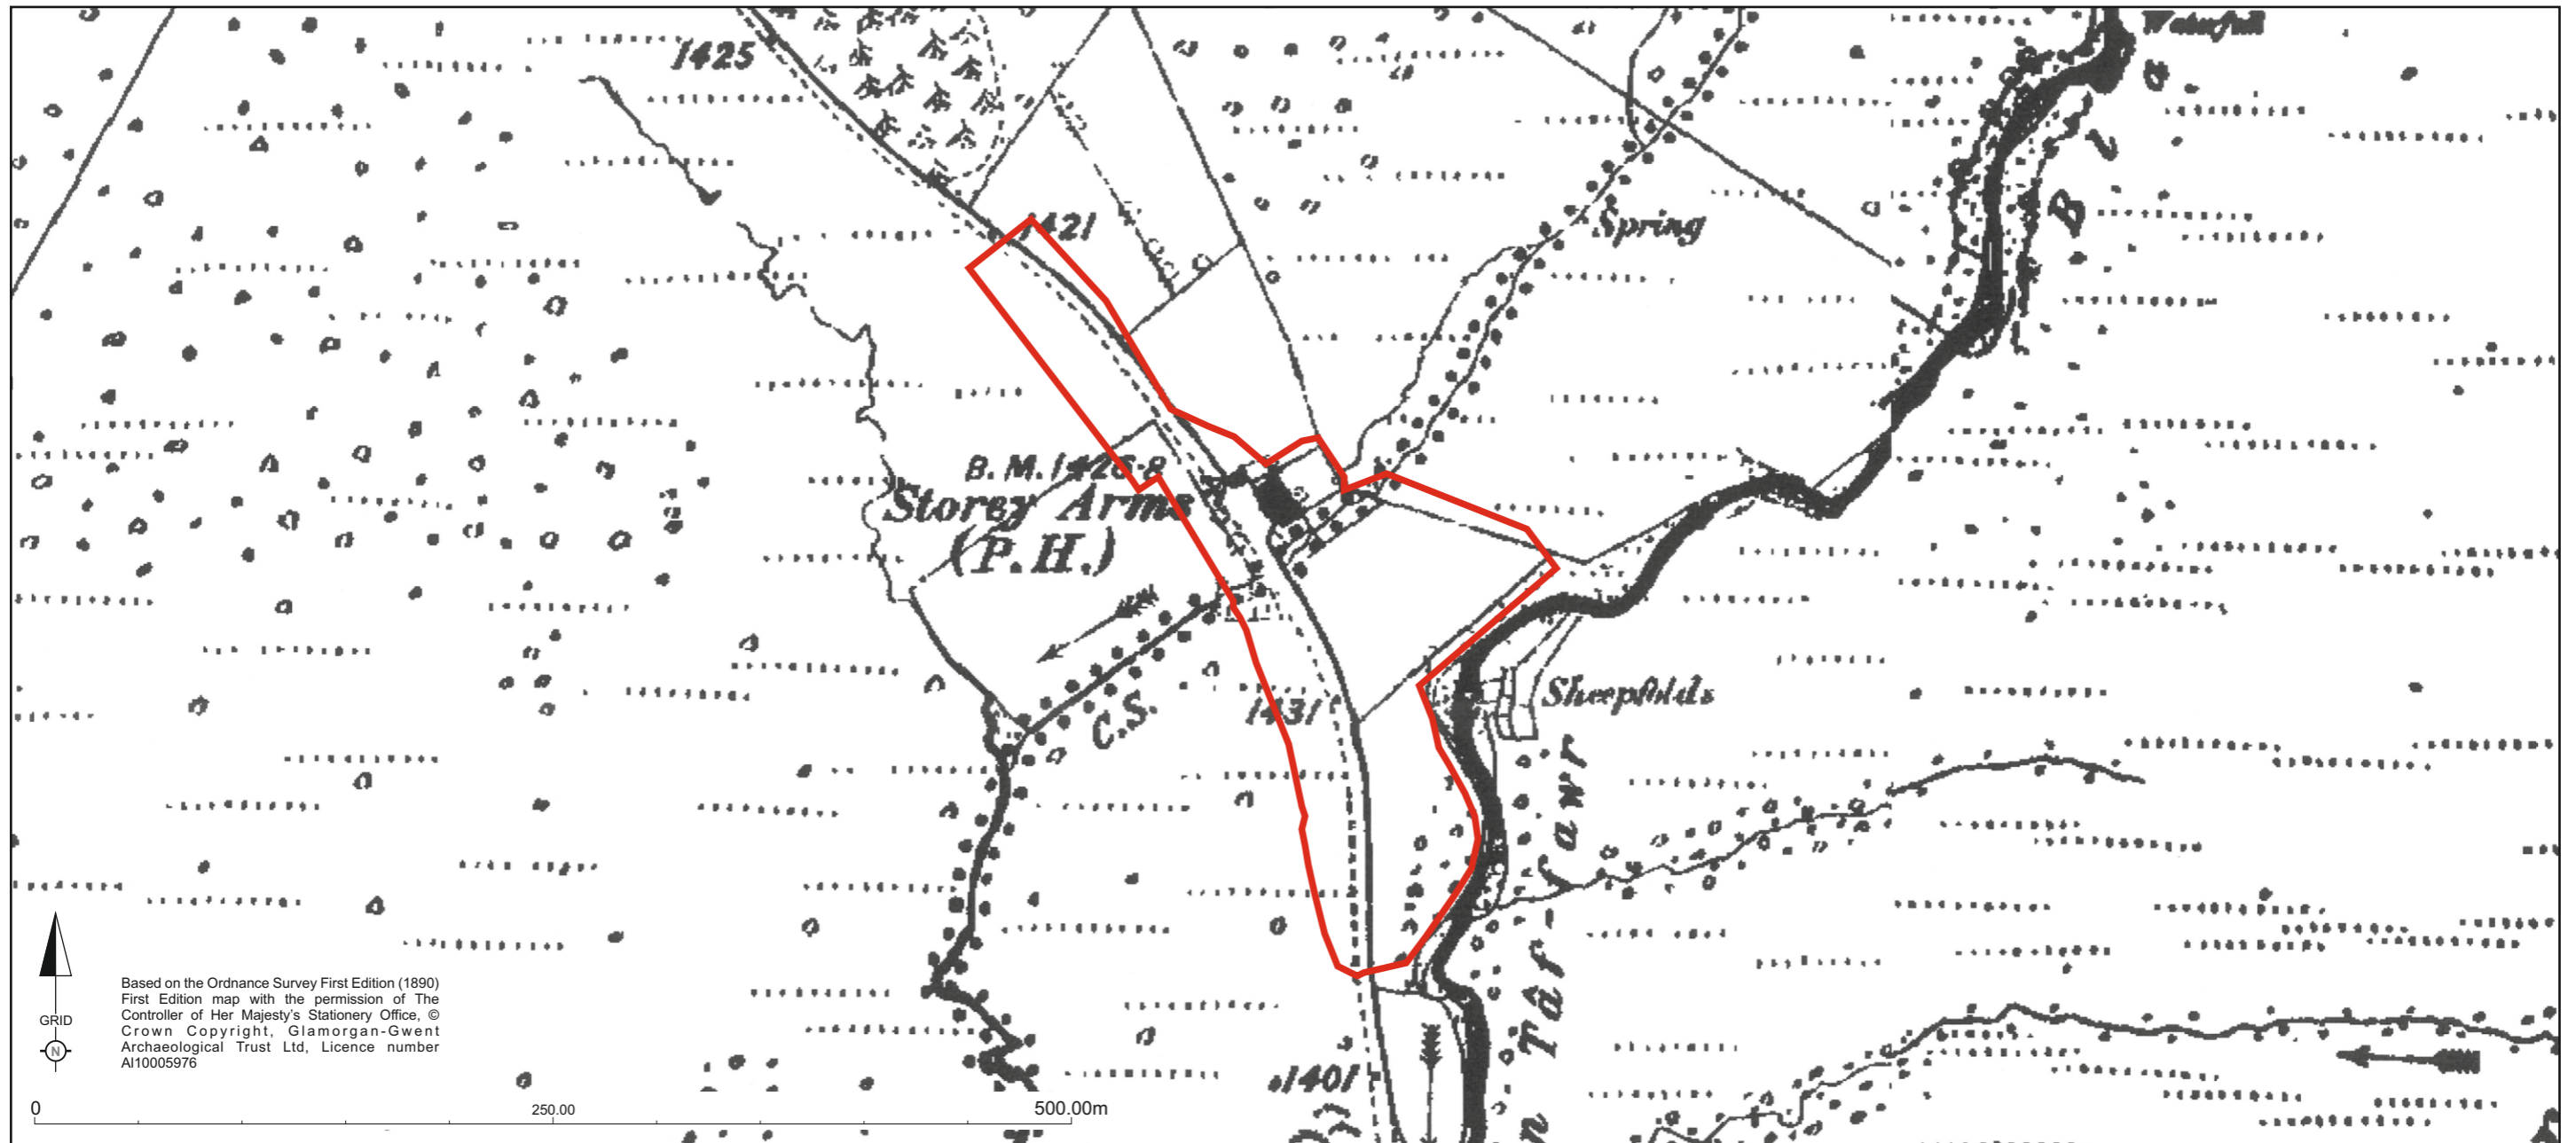 Waterfall
1425
1421
Spring
B
B.M.1426·8
Storey Arms
(P.H.)
Sheepfolds
C.S.
1431
n Tâf-fawr
1401
Based on the Ordnance Survey First Edition (1890)
First Edition map with the permission of The
Controller of Her Majesty's Stationery Office, ©
Crown Copyright, Glamorgan-Gwent
Archaeological Trust Ltd, Licence number
AI10005976
GRID
N
0
250.00
500.00m